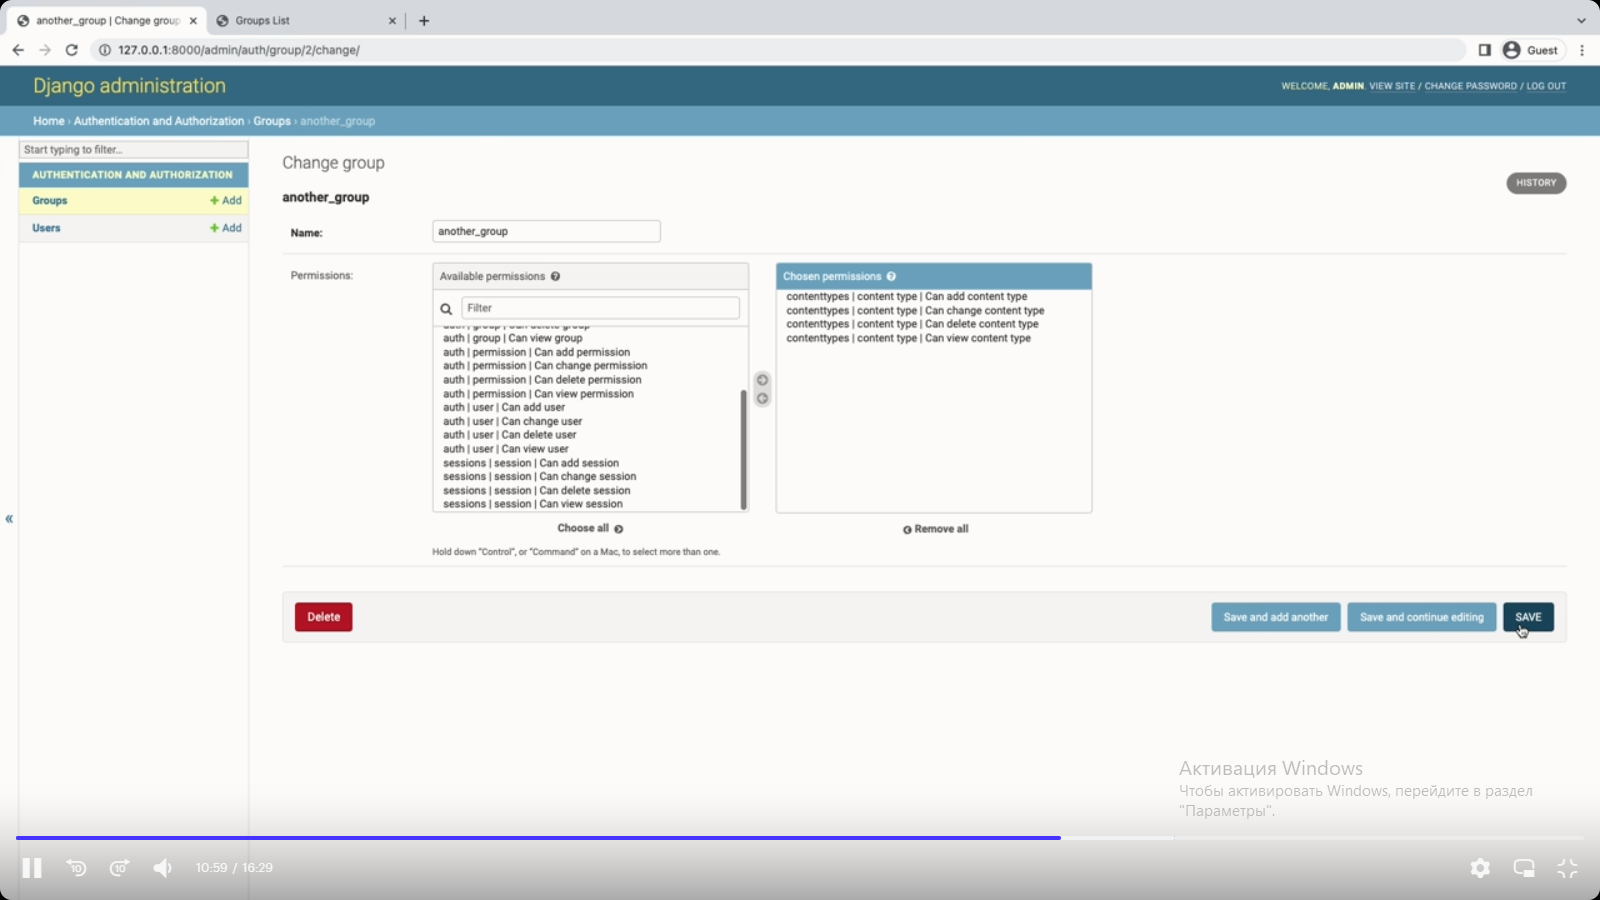 another_group | Change group
Groups List
127.0.0.1:8000/admin/auth/group/2/change/
Guest
Django administration
WELCOME, ADMIN. VIEW SITE / CHANGE PASSWORD / LOG OUT
Home › Authentication and Authorization › Groups › another_group
Start typing to filter...
AUTHENTICATION AND AUTHORIZATION
Groups + Add
Users + Add
«
Change group
HISTORY
another_group
Name: another_group
Permissions:
Available permissions ?
Filter
auth | group | Can delete group
auth | group | Can view group
auth | permission | Can add permission
auth | permission | Can change permission
auth | permission | Can delete permission
auth | permission | Can view permission
auth | user | Can add user
auth | user | Can change user
auth | user | Can delete user
auth | user | Can view user
sessions | session | Can add session
sessions | session | Can change session
sessions | session | Can delete session
sessions | session | Can view session
Choose all
Hold down "Control", or "Command" on a Mac, to select more than one.
Chosen permissions ?
contenttypes | content type | Can add content type
contenttypes | content type | Can change content type
contenttypes | content type | Can delete content type
contenttypes | content type | Can view content type
Remove all
Delete
Save and add another
Save and continue editing
SAVE
Активация Windows
Чтобы активировать Windows, перейдите в раздел
"Параметры".
10
10
10:59 / 16:29